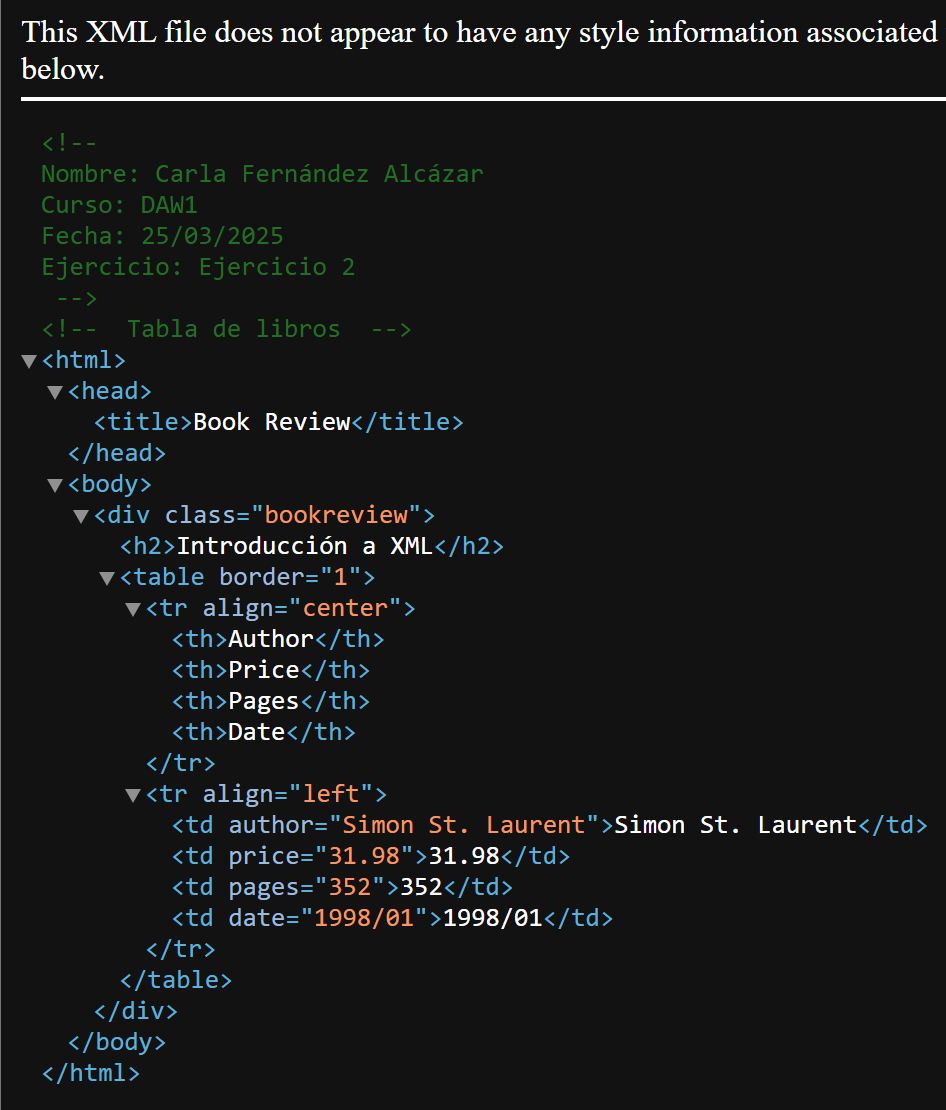 This XML file does not appear to have any style information associated
below.
<!--
Nombre: Carla Fernández Alcázar
Curso: DAW1
Fecha: 25/03/2025
Ejercicio: Ejercicio 2
-->
<!-- Tabla de libros -->
<html>
<head>
<title>Book Review</title>
</head>
<body>
<div class="bookreview">
<h2>Introducción a XML</h2>
<table border="1">
<tr align="center">
<th>Author</th>
<th>Price</th>
<th>Pages</th>
<th>Date</th>
</tr>
<tr align="left">
<td author="Simon St. Laurent">Simon St. Laurent</td>
<td price="31.98">31.98</td>
<td pages="352">352</td>
<td date="1998/01">1998/01</td>
</tr>
</table>
</div>
</body>
</html>